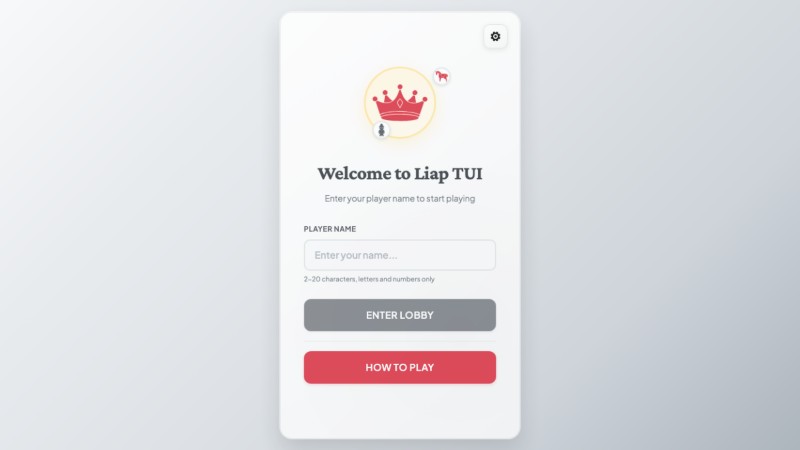 Welcome to Liap TUI
Enter your player name to start playing
PLAYER NAME
Enter your name...
2-20 characters, letters and numbers only
ENTER LOBBY
HOW TO PLAY